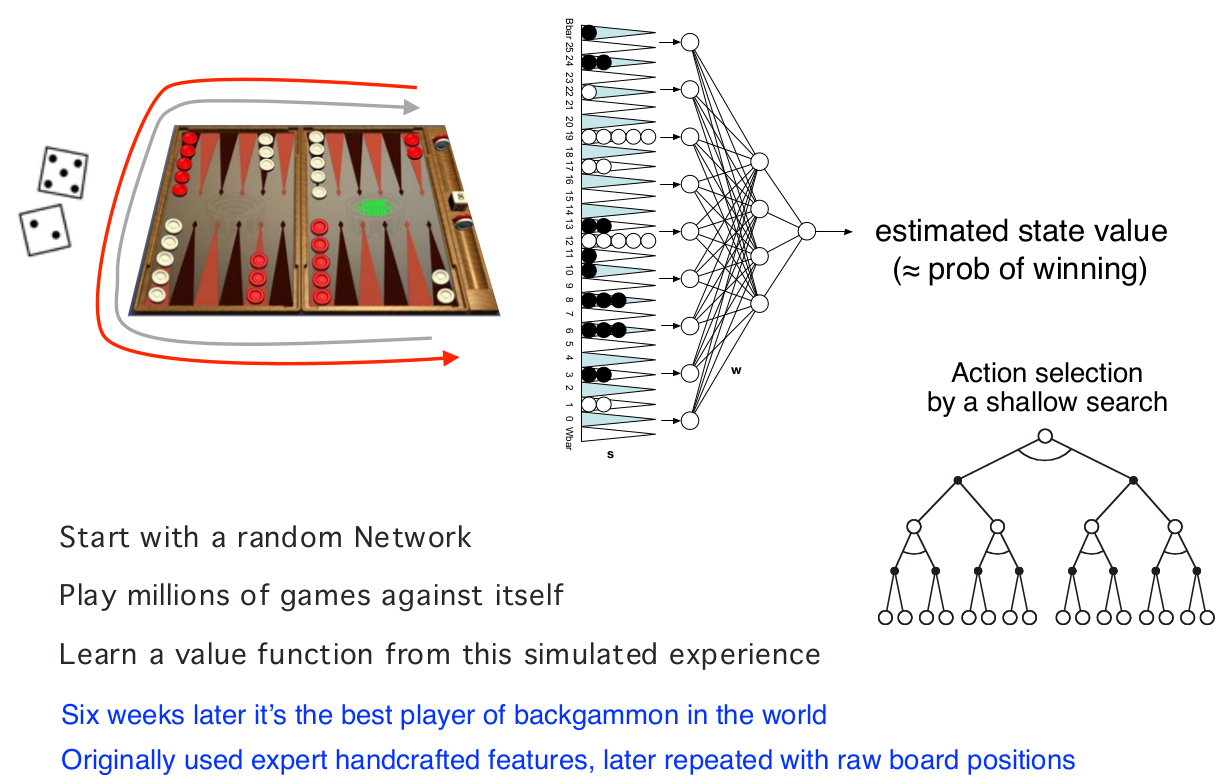 Bbar
25
24
23
22
21
20
19
18
17
16
15
14
13
12
11
10
9
8
7
6
5
4
3
2
1
0
Wbar
s
w
estimated state value
(≈ prob of winning)
Action selection
by a shallow search
Start with a random Network
Play millions of games against itself
Learn a value function from this simulated experience
Six weeks later it’s the best player of backgammon in the world
Originally used expert handcrafted features, later repeated with raw board positions